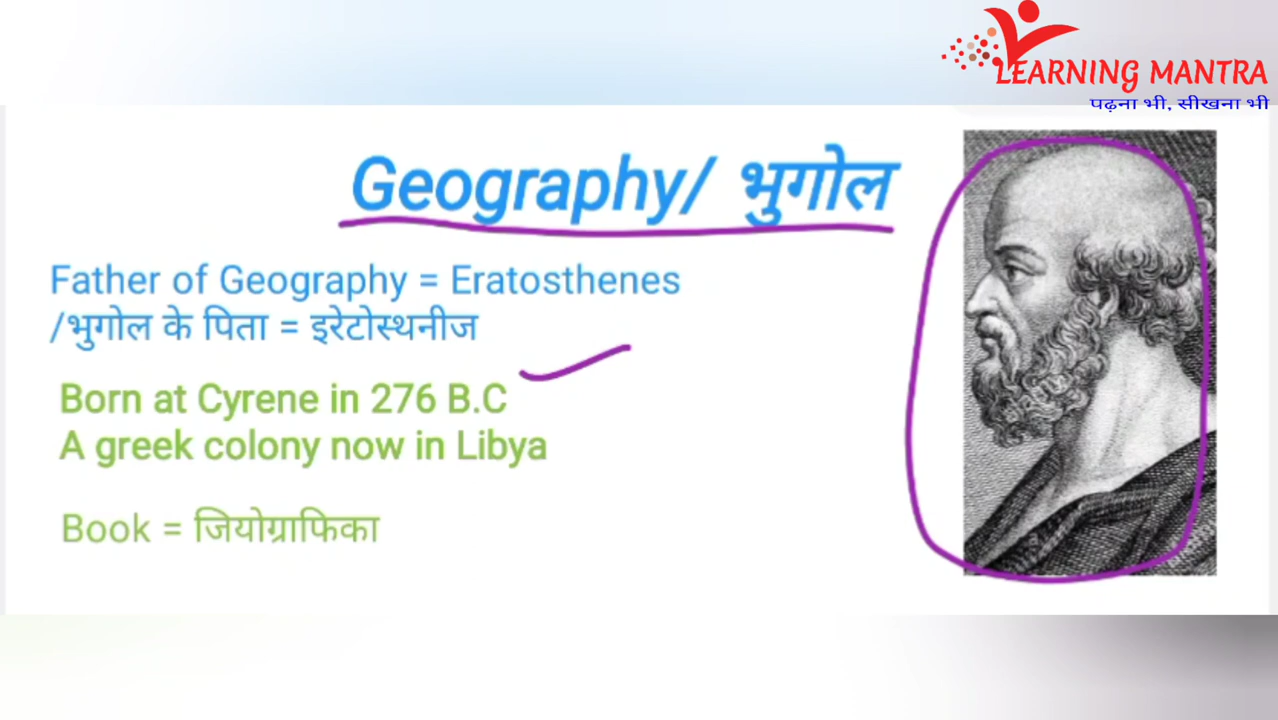 LEARNING MANTRA
पढ़ना भी, सीखना भी
Geography/ भुगोल
Father of Geography = Eratosthenes
/भुगोल के पिता = इरेटोस्थनीज
Born at Cyrene in 276 B.C
A greek colony now in Libya
Book = जियोग्राफिका